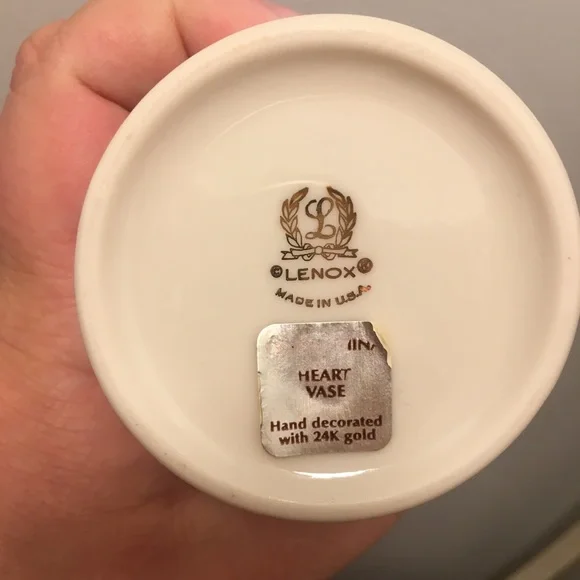 L
© LENOX ®
MADE IN U.S.A.
HEART
VASE
Hand decorated
with 24K gold